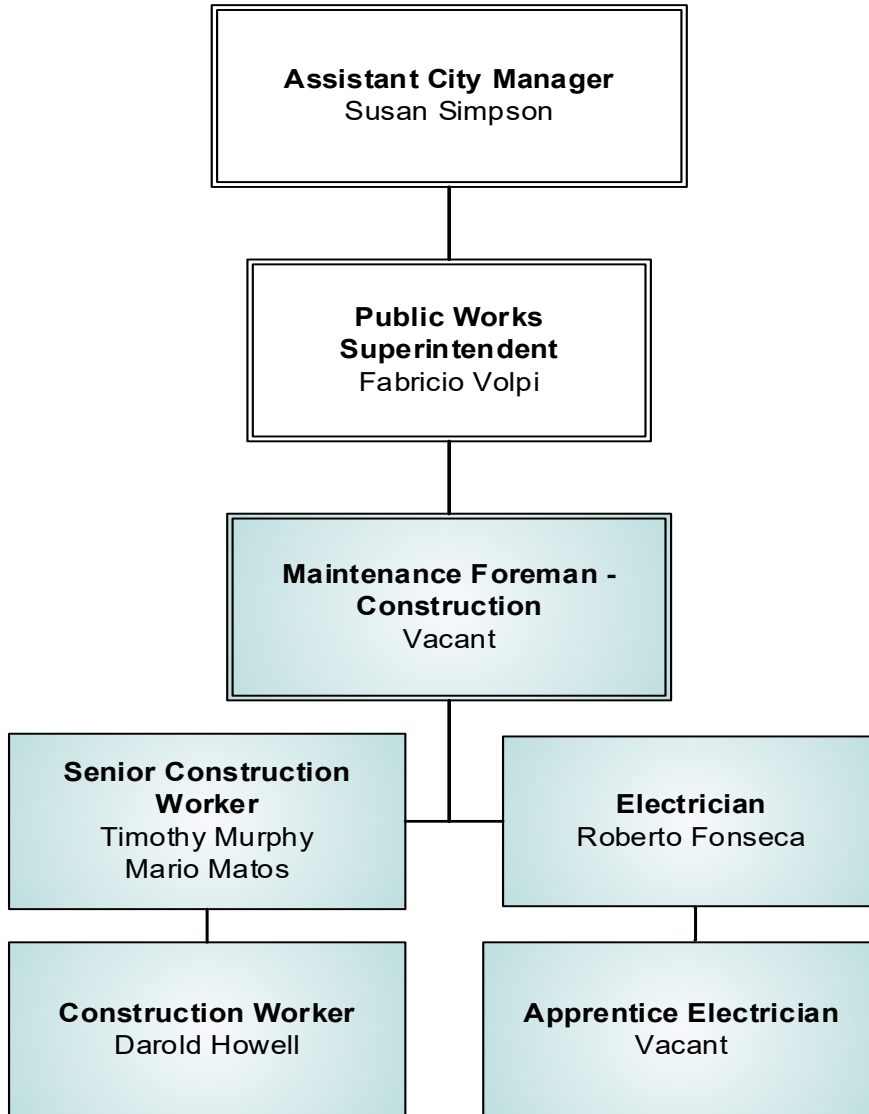 Assistant City Manager
Susan Simpson
Public Works
Superintendent
Fabricio Volpi
Maintenance Foreman -
Construction
Vacant
Senior Construction
Worker
Timothy Murphy
Mario Matos
Electrician
Roberto Fonseca
Construction Worker
Darold Howell
Apprentice Electrician
Vacant